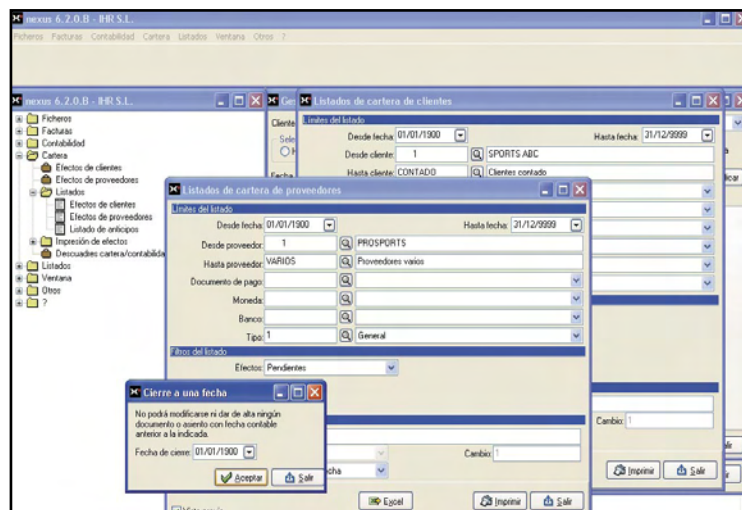 nexus 6.2.0.B - IHR S.L.
Ficheros Facturas Contabilidad Cartera Listados Ventana Otros ?
nexus 6.2.0.B - IHR S.L.
Ficheros
Facturas
Contabilidad
Cartera
Efectos de clientes
Efectos de proveedores
Listados
Efectos de clientes
Efectos de proveedores
Listado de anticipos
Impresión de efectos
Descuadres cartera/contabilida
Listados
Ventana
Otros
?
Cliente
Fecha
Listados de cartera de clientes
Límites del listado
Desde fecha: 01/01/1900 Hasta fecha: 31/12/9999
Desde cliente: 1 SPORTS ABC
Hasta cliente: CONTADO Clientes contado
Cambio: 1
Imprimir Salir
Listados de cartera de proveedores
Límites del listado
Desde fecha: 01/01/1900 Hasta fecha: 31/12/9999
Desde proveedor: 1 PROSPORTS
Hasta proveedor: VARIOS Proveedores varios
Documento de pago:
Moneda:
Banco:
Tipo: 1 General
Filtros del listado
Efectos: Pendientes
Cambio: 1
Excel Imprimir Salir
Cierre a una fecha
No podrá modificarse ni dar de alta ningún
documento o asiento con fecha contable
anterior a la indicada.
Fecha de cierre: 01/01/1900
Aceptar Salir